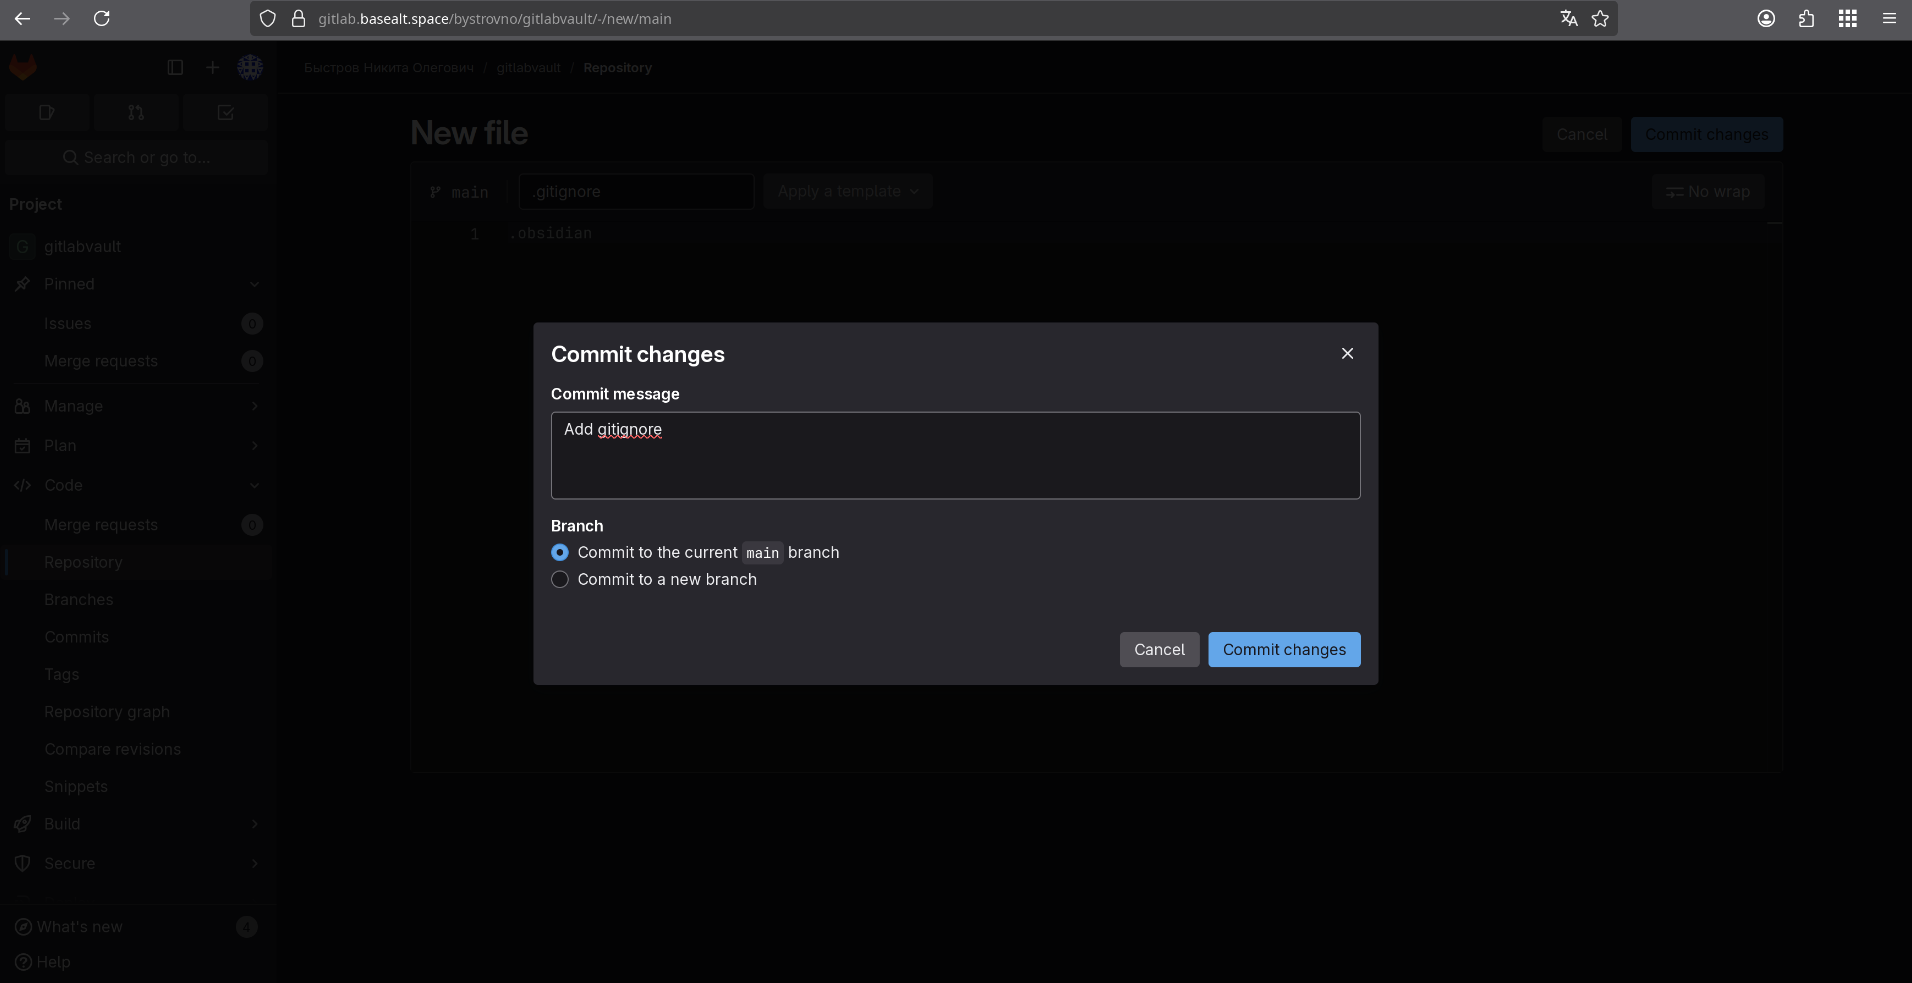 gitlab.basealt.space/bystrovno/gitlabvault/-/new/main
Быстров Никита Олегович / gitlabvault / Repository
Search or go to...
Project
G gitlabvault
Pinned
Issues 0
Merge requests 0
Manage
Plan
Code
Merge requests 0
Repository
Branches
Commits
Tags
Repository graph
Compare revisions
Snippets
Build
Secure
What's new 4
Help
New file
Cancel Commit changes
main .gitignore Apply a template No wrap
1 .obsidian
Commit changes
Commit message
Add gitignore
Branch
Commit to the current main branch
Commit to a new branch
Cancel Commit changes